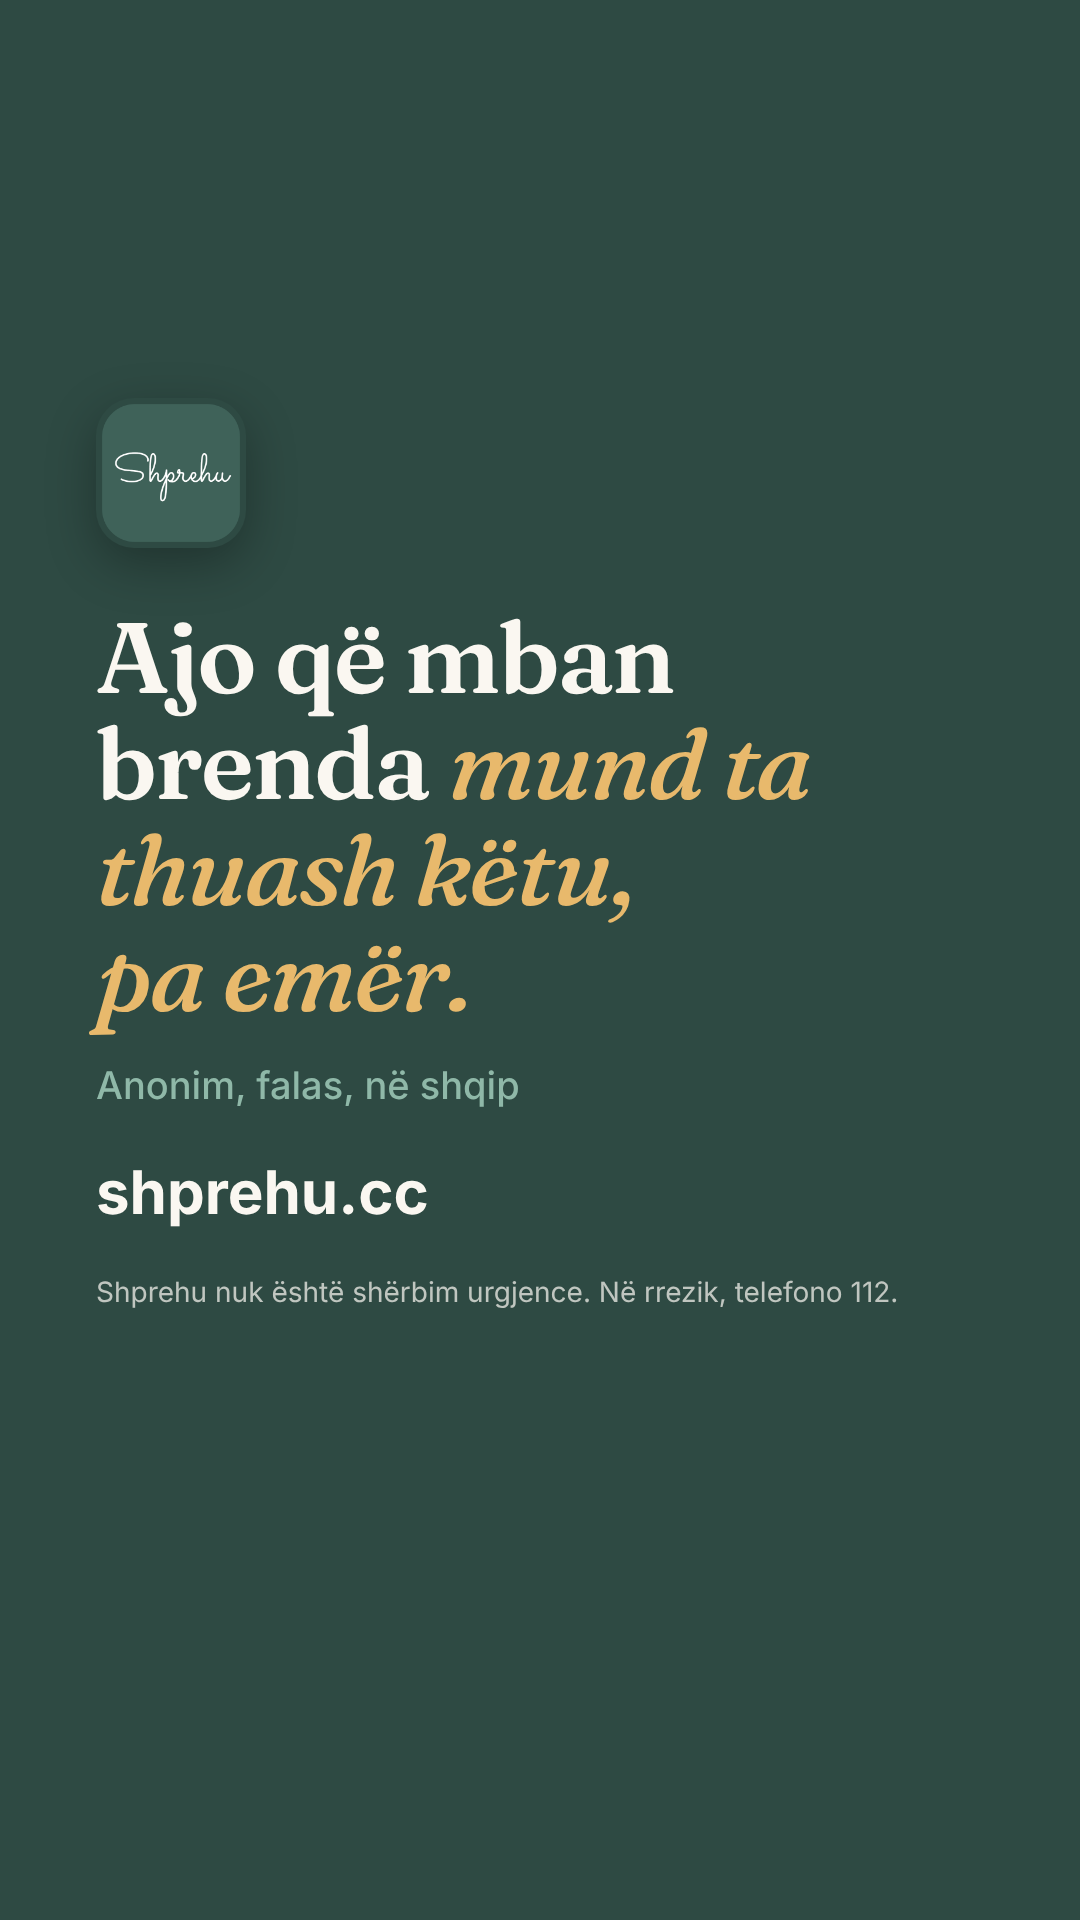 Shprehu
Ajo që mban
brenda mund ta
thuash këtu,
pa emër.
Anonim, falas, në shqip
shprehu.cc
Shprehu nuk është shërbim urgjence. Në rrezik, telefono 112.